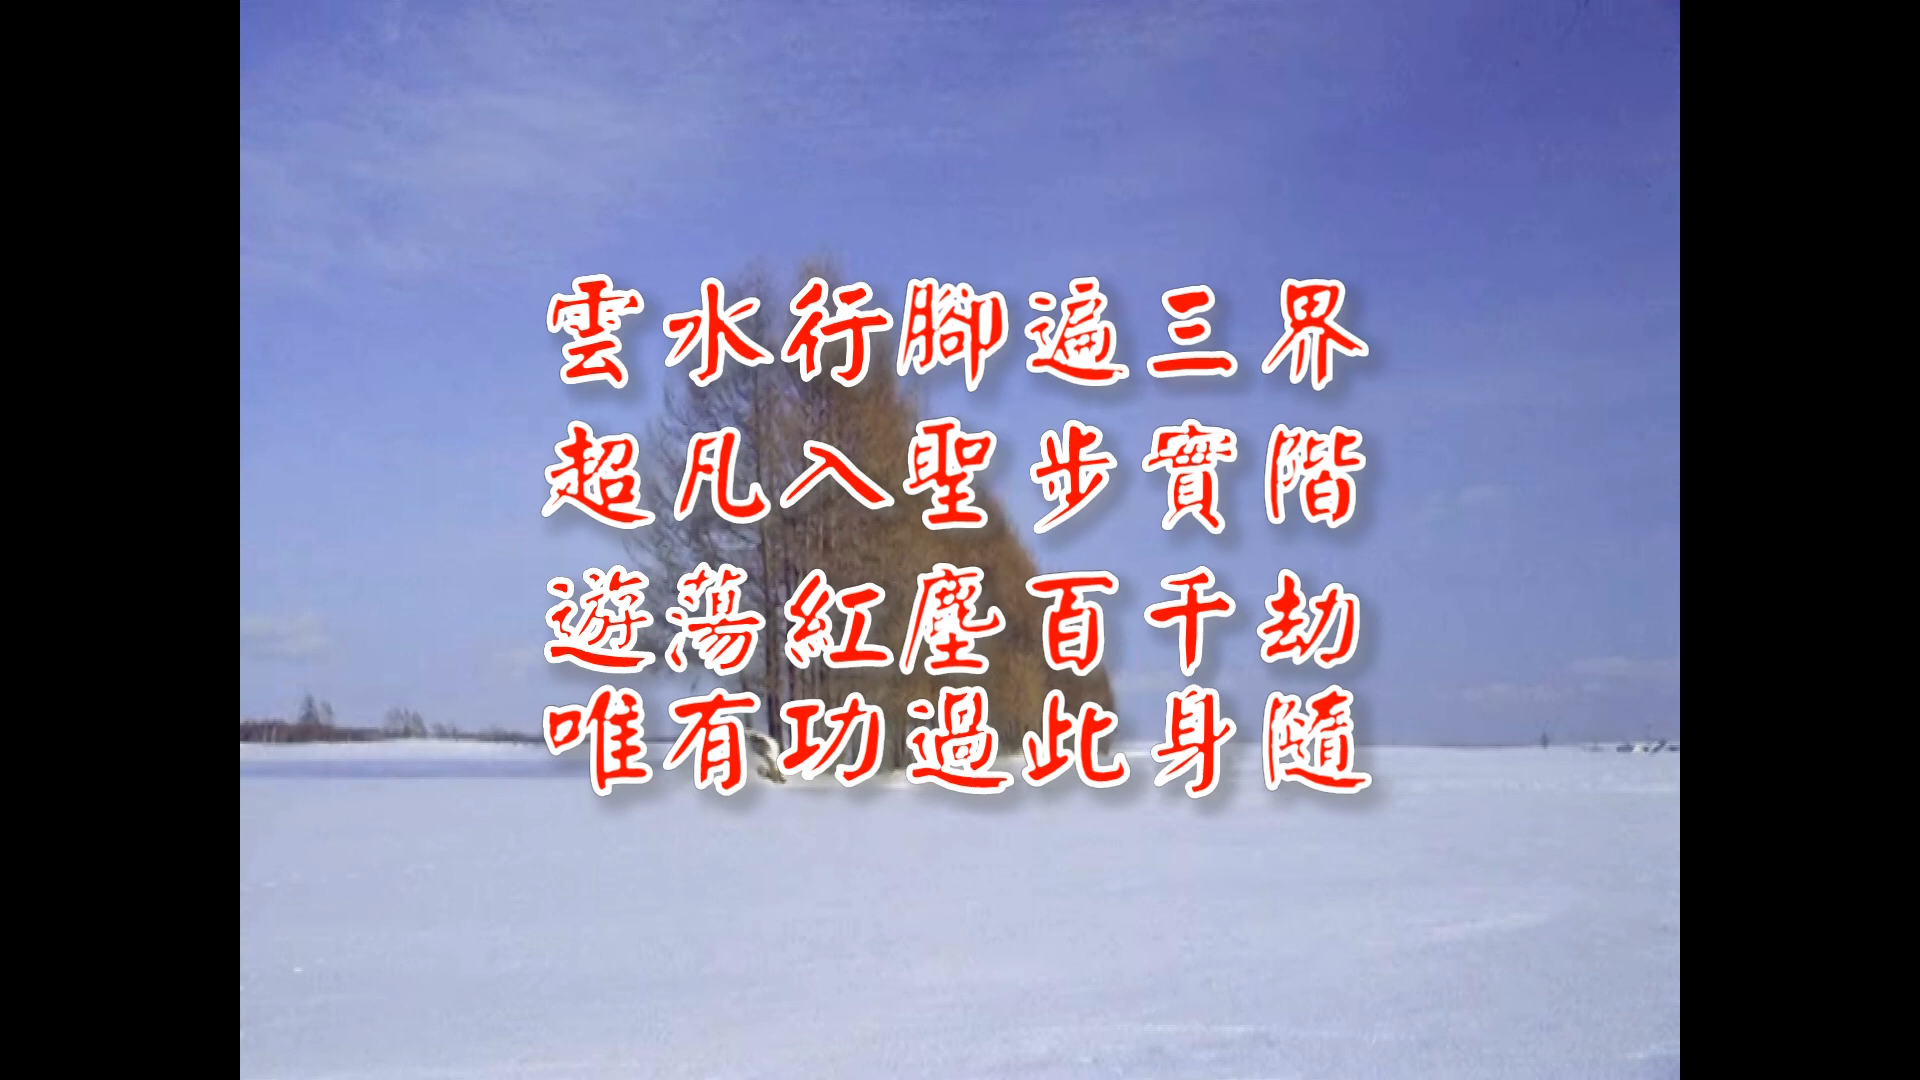 雲水行腳遍三界
超凡入聖步實階
遊蕩紅塵百千劫
唯有功過此身隨